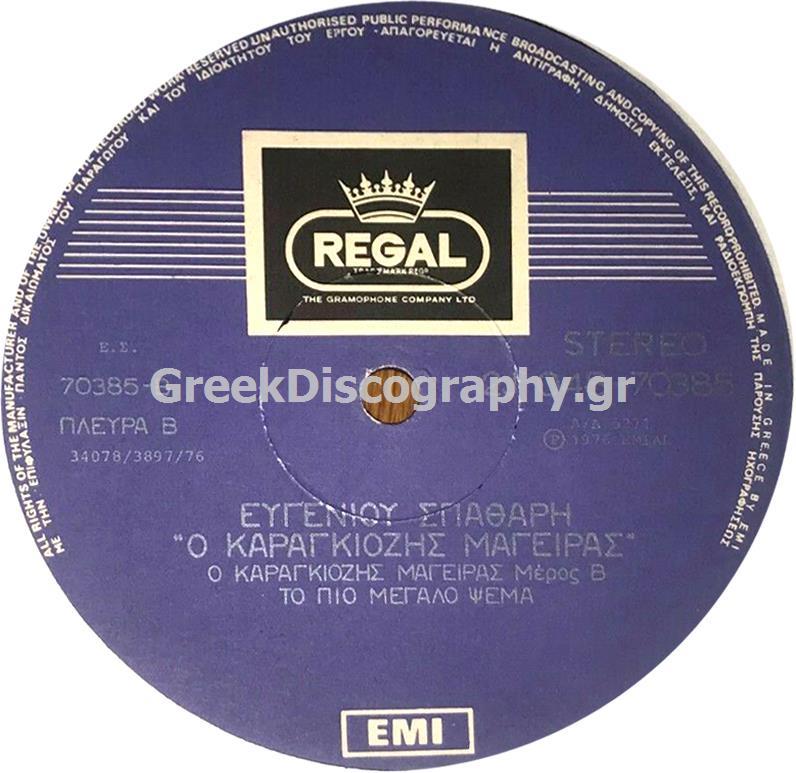 ALL RIGHTS OF THE MANUFACTURER AND OF THE OWNER OF THE RECORDED WORK RESERVED UNAUTHORISED PUBLIC PERFORMANCE BROADCASTING AND COPYING OF THIS RECORD PROHIBITED. MADE IN GREECE BY EMI
ΜΕ ΤΗΝ ΕΠΙΦΥΛΑΞΙΝ ΠΑΝΤΟΣ ΔΙΚΑΙΩΜΑΤΟΣ ΤΟΥ ΠΑΡΑΓΩΓΟΥ ΚΑΙ ΤΟΥ ΙΔΙΟΚΤΗΤΟΥ ΤΟΥ ΕΡΓΟΥ - ΑΠΑΓΟΡΕΥΕΤΑΙ Η ΑΝΤΙΓΡΑΦΗ, ΔΗΜΟΣΙΑ ΕΚΤΕΛΕΣΙΣ, ΚΑΙ ΡΑΔΙΟΕΚΠΟΜΠΗ ΤΗΣ ΠΑΡΟΥΣΗΣ ΗΧΟΓΡΑΦΗΣΕΩΣ
REGAL
TRADE MARK REGD
THE GRAMOPHONE COMPANY LTD
Ε.Σ.
STEREO
70385-B
70385
GreekDiscography.gr
ΠΛΕΥΡΑ Β
34078/3897/76
Ⓟ 1976 EMIAL
ΕΥΓΕΝΙΟΥ ΣΠΑΘΑΡΗ
"Ο ΚΑΡΑΓΚΙΟΖΗΣ ΜΑΓΕΙΡΑΣ"
Ο ΚΑΡΑΓΚΙΟΖΗΣ ΜΑΓΕΙΡΑΣ Μέρος Β
ΤΟ ΠΙΟ ΜΕΓΑΛΟ ΨΕΜΑ
EMI